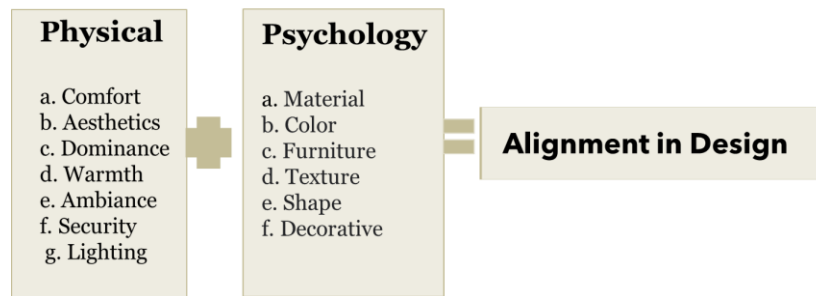 Physical
a. Comfort
b. Aesthetics
c. Dominance
d. Warmth
e. Ambiance
f. Security
g. Lighting
Psychology
a. Material
b. Color
c. Furniture
d. Texture
e. Shape
f. Decorative
Alignment in Design